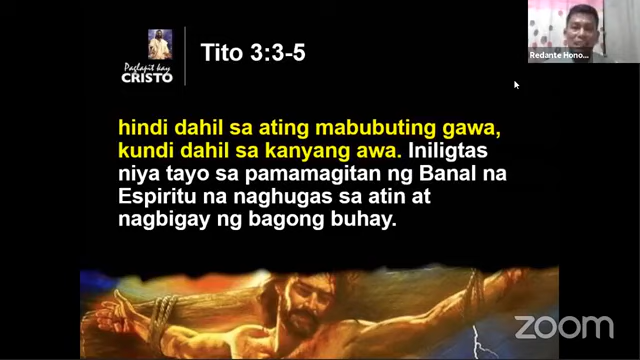 Paglapit kay
CRISTO
Tito 3:3-5
Redante Hono...
hindi dahil sa ating mabubuting gawa,
kundi dahil sa kanyang awa. Iniligtas
niya tayo sa pamamagitan ng Banal na
Espiritu na naghugas sa atin at
nagbigay ng bagong buhay.
zoom